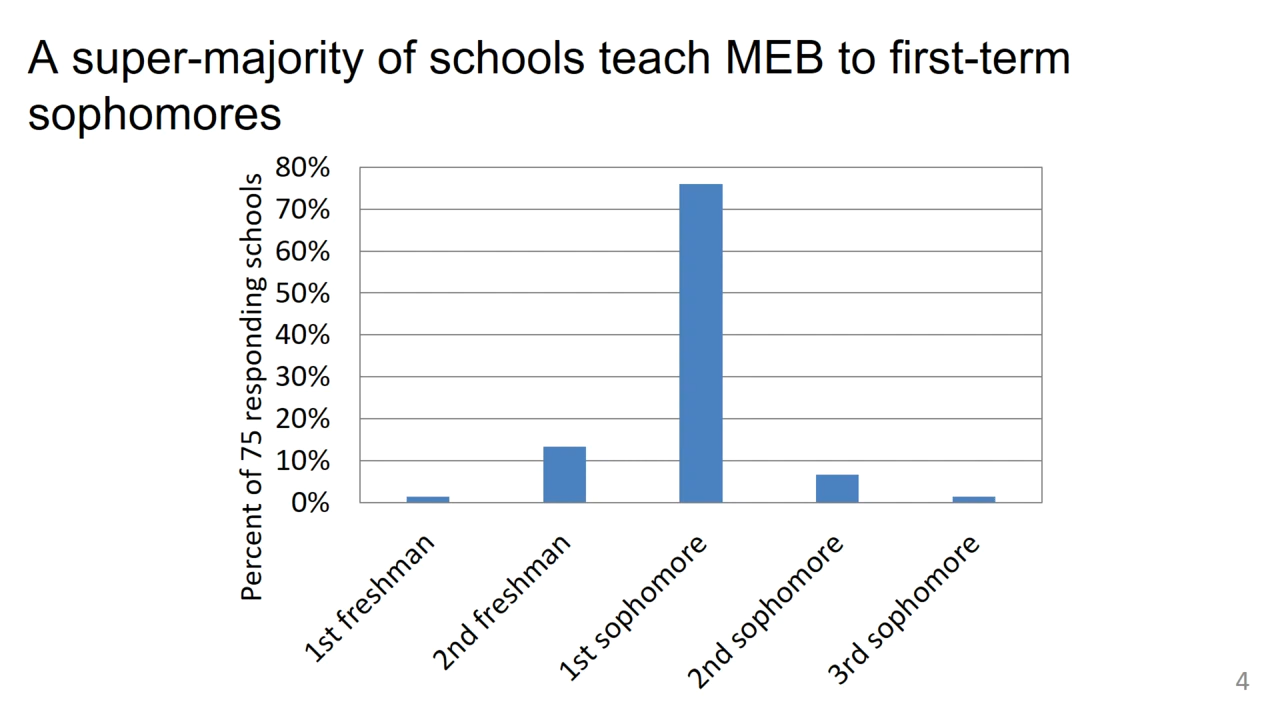 A super-majority of schools teach MEB to first-term
sophomores
Percent of 75 responding schools
80%
70%
60%
50%
40%
30%
20%
10%
0%
1st freshman
2nd freshman
1st sophomore
2nd sophomore
3rd sophomore
4